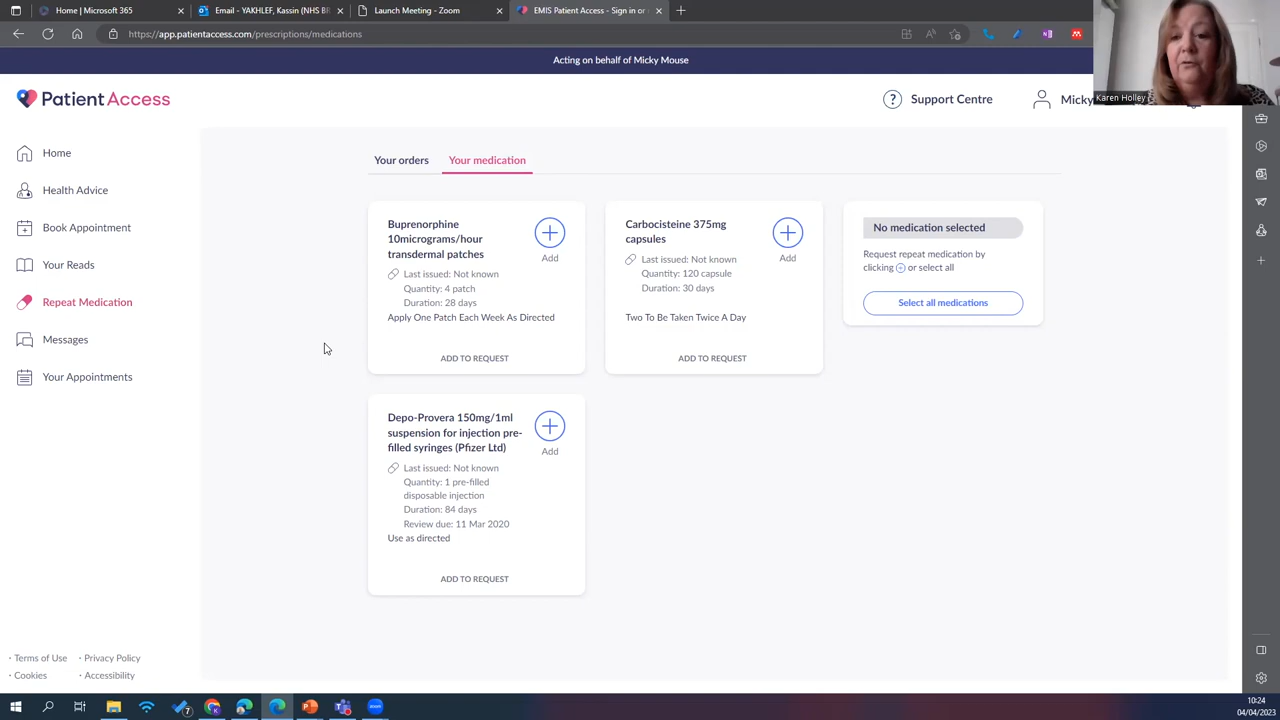 Home | Microsoft 365
Email - YAKHLEF, Kassin (NHS BR
Launch Meeting - Zoom
EMIS Patient Access - Sign in or
https://app.patientaccess.com/prescriptions/medications
Acting on behalf of Micky Mouse
Karen Holley
Patient Access
Support Centre
Micky
Home
Health Advice
Book Appointment
Your Reads
Repeat Medication
Messages
Your Appointments
Your orders
Your medication
Buprenorphine
10micrograms/hour
transdermal patches
Add
Last issued: Not known
Quantity: 4 patch
Duration: 28 days
Apply One Patch Each Week As Directed
ADD TO REQUEST
Carbocisteine 375mg
capsules
Add
Last issued: Not known
Quantity: 120 capsule
Duration: 30 days
Two To Be Taken Twice A Day
ADD TO REQUEST
No medication selected
Request repeat medication by
clicking + or select all
Select all medications
Depo-Provera 150mg/1ml
suspension for injection pre-
filled syringes (Pfizer Ltd)
Add
Last issued: Not known
Quantity: 1 pre-filled
disposable injection
Duration: 84 days
Review due: 11 Mar 2020
Use as directed
ADD TO REQUEST
· Terms of Use · Privacy Policy
· Cookies · Accessibility
10:24
04/04/2023